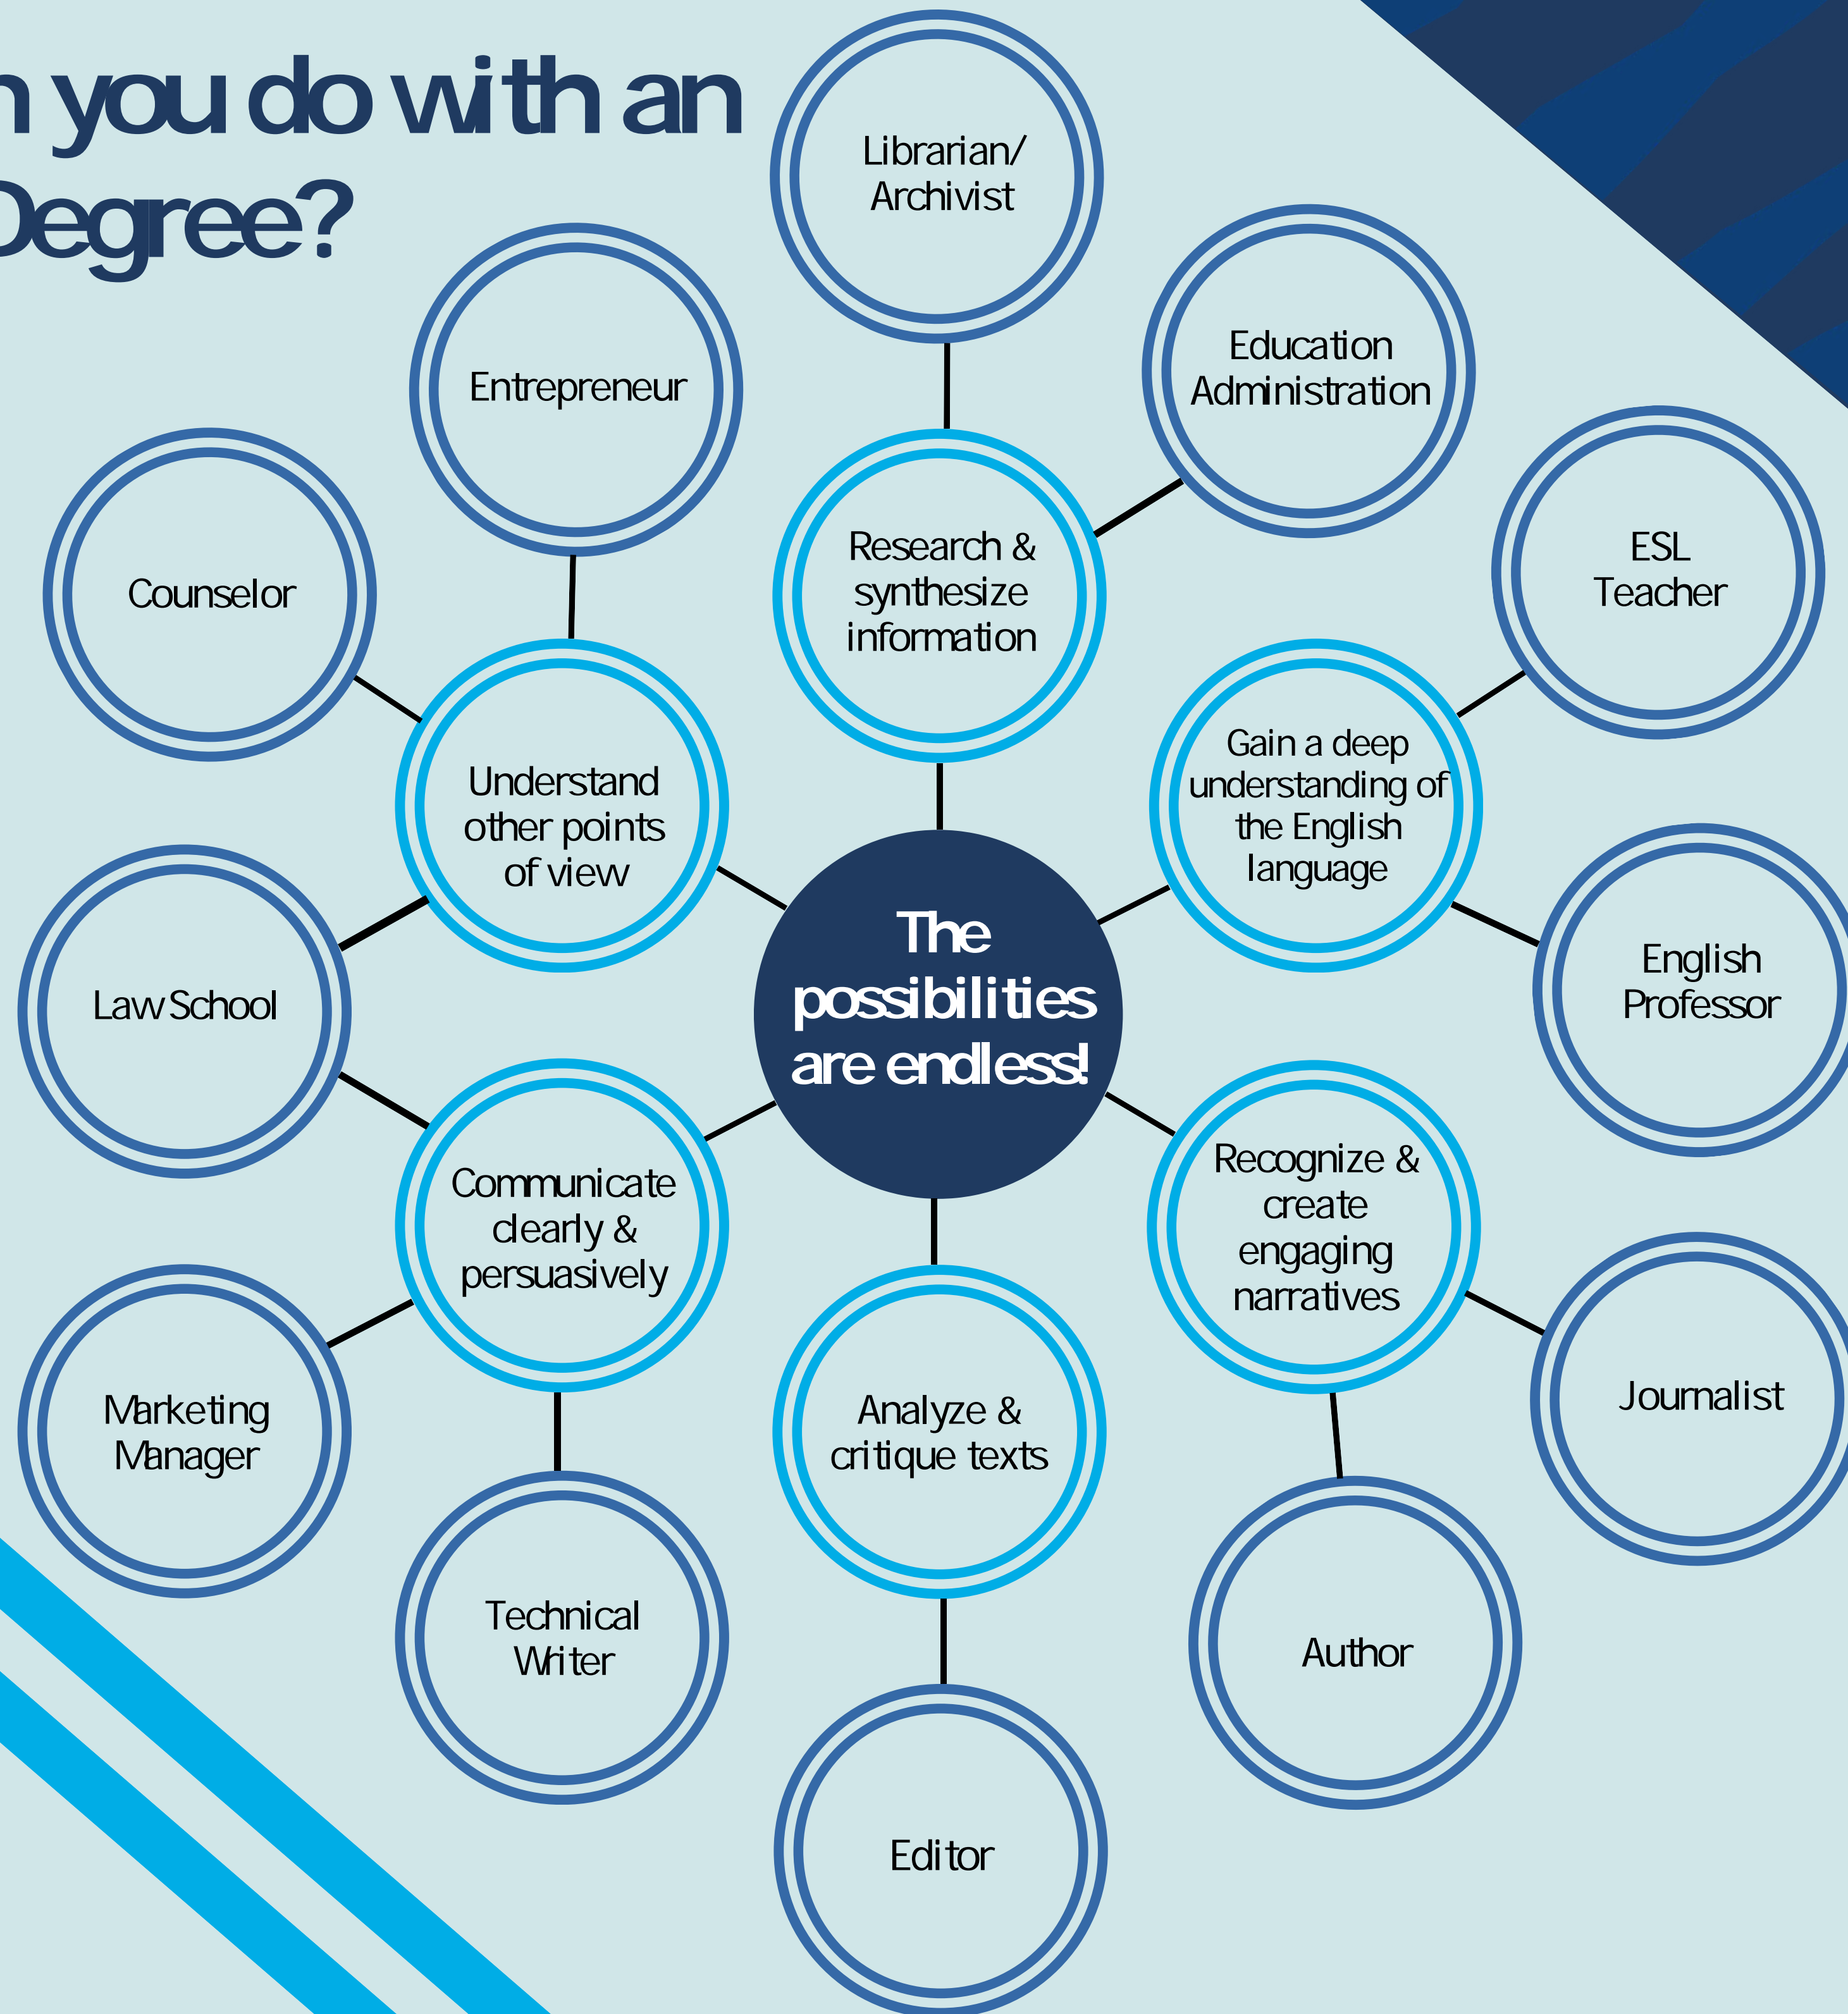 n you do with an
Degree?
Librarian/
Archivist
Education
Administration
Entrepreneur
ESL
Teacher
Counselor
Research &
synthesize
information
Gain a deep
understanding of
the English
language
Understand
other points
of view
The
possibilities
are endless!
English
Professor
Law School
Recognize &
create
engaging
narratives
Communicate
clearly &
persuasively
Journalist
Marketing
Manager
Analyze &
critique texts
Technical
Writer
Author
Editor